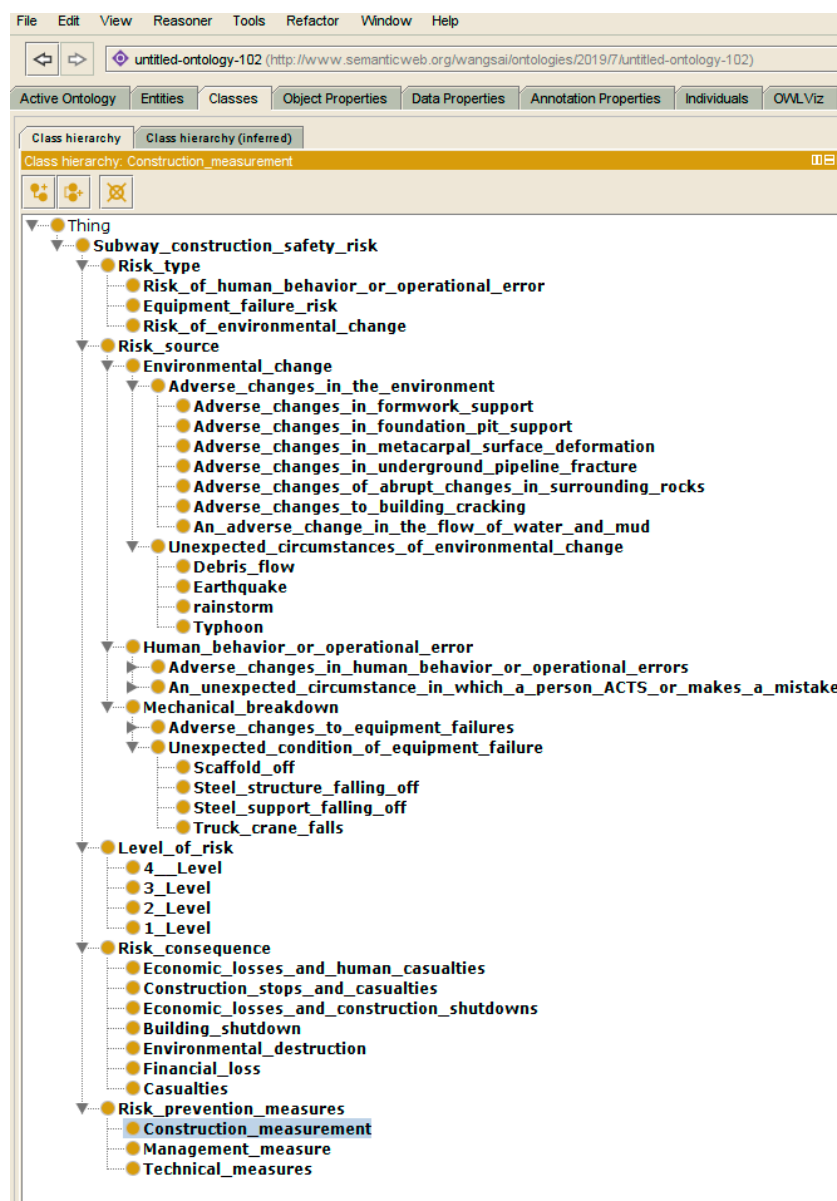 File Edit View Reasoner Tools Refactor Window Help
untitled-ontology-102 (http://www.semanticweb.org/wangsai/ontologies/2019/7/untitled-ontology-102)
Active Ontology Entities Classes Object Properties Data Properties Annotation Properties Individuals OWLViz
Class hierarchy Class hierarchy (inferred)
Class hierarchy: Construction_measurement
Thing
Subway_construction_safety_risk
Risk_type
Risk_of_human_behavior_or_operational_error
Equipment_failure_risk
Risk_of_environmental_change
Risk_source
Environmental_change
Adverse_changes_in_the_environment
Adverse_changes_in_formwork_support
Adverse_changes_in_foundation_pit_support
Adverse_changes_in_metacarpal_surface_deformation
Adverse_changes_in_underground_pipeline_fracture
Adverse_changes_of_abrupt_changes_in_surrounding_rocks
Adverse_changes_to_building_cracking
An_adverse_change_in_the_flow_of_water_and_mud
Unexpected_circumstances_of_environmental_change
Debris_flow
Earthquake
rainstorm
Typhoon
Human_behavior_or_operational_error
Adverse_changes_in_human_behavior_or_operational_errors
An_unexpected_circumstance_in_which_a_person_ACTS_or_makes_a_mistake
Mechanical_breakdown
Adverse_changes_to_equipment_failures
Unexpected_condition_of_equipment_failure
Scaffold_off
Steel_structure_falling_off
Steel_support_falling_off
Truck_crane_falls
Level_of_risk
4__Level
3_Level
2_Level
1_Level
Risk_consequence
Economic_losses_and_human_casualties
Construction_stops_and_casualties
Economic_losses_and_construction_shutdowns
Building_shutdown
Environmental_destruction
Financial_loss
Casualties
Risk_prevention_measures
Construction_measurement
Management_measure
Technical_measures